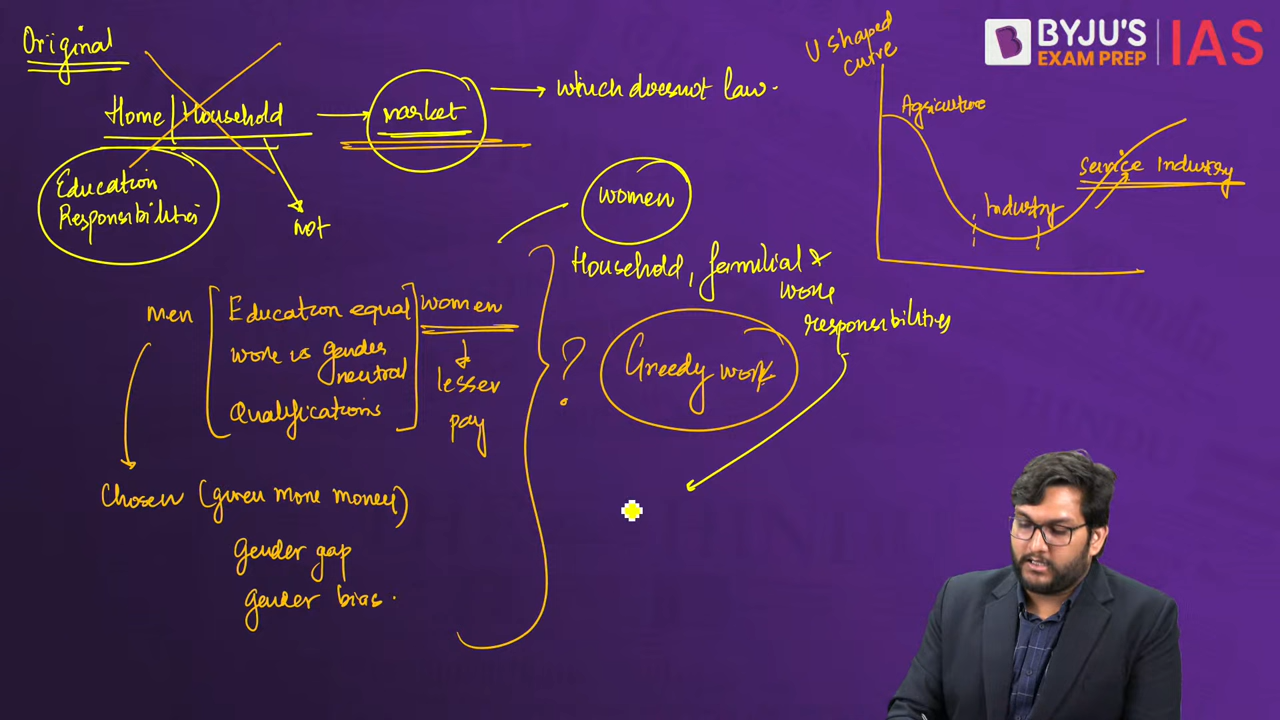 Original
Home | Household → market → which doesnot law.
Education
Responsibilities
not
women
Household, familial &
work
responsibilities
men
Education equal
work is gender
neutral
Qualifications
women
lesser
pay
?
Greedy work
Chosen (given more money)
Gender gap
Gender bias.
U shaped
curve
Agriculture
Industry
Service Industry
BYJU'S
EXAM PREP
IAS